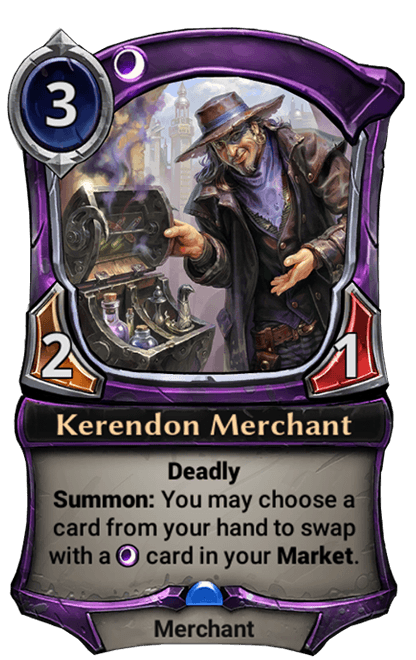 3
2
1
Kerendon Merchant
Deadly
Summon: You may choose a
card from your hand to swap
with a card in your Market.
Merchant